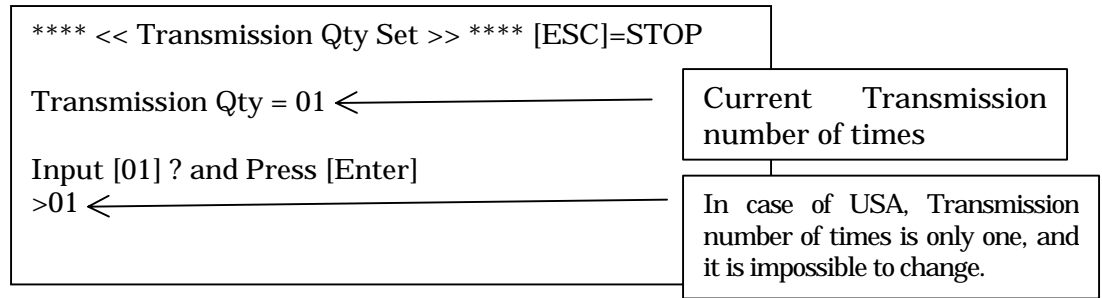 **** << Transmission Qty Set >> **** [ESC]=STOP
Transmission Qty = 01
Current Transmission
number of times
Input [01] ? and Press [Enter]
>01
In case of USA, Transmission
number of times is only one, and
it is impossible to change.